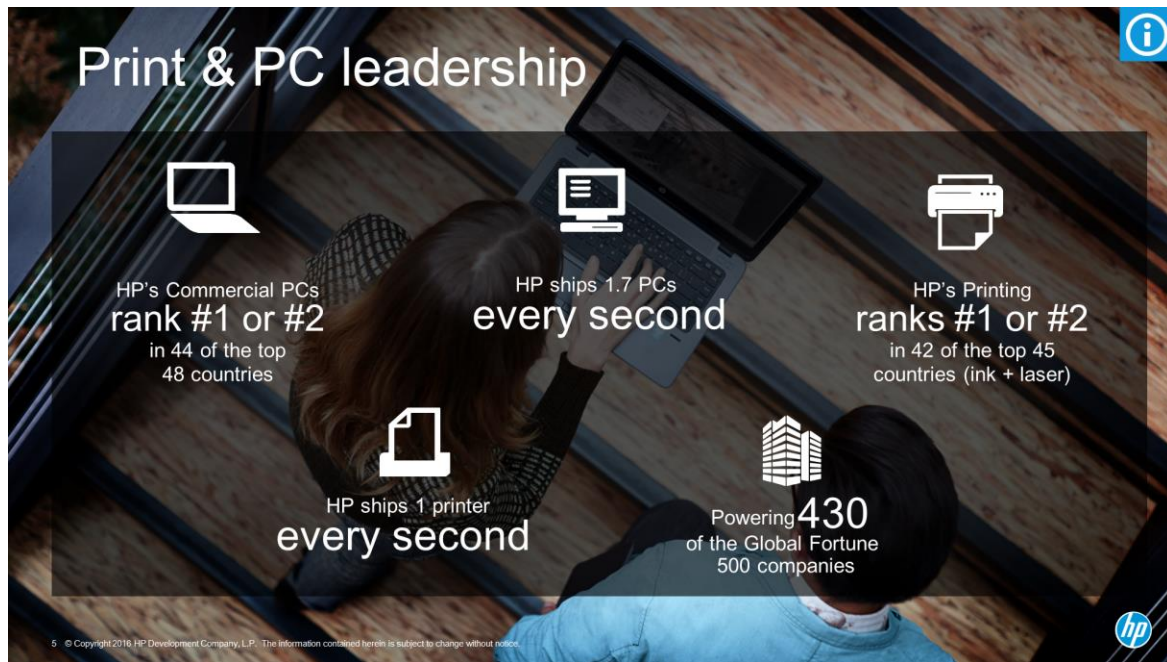 Print & PC leadership
HP's Commercial PCs
rank #1 or #2
in 44 of the top
48 countries
HP ships 1.7 PCs
every second
HP's Printing
ranks #1 or #2
in 42 of the top 45
countries (ink + laser)
HP ships 1 printer
every second
Powering 430
of the Global Fortune
500 companies
5 © Copyright 2016 HP Development Company, L.P. The information contained herein is subject to change without notice.
hp